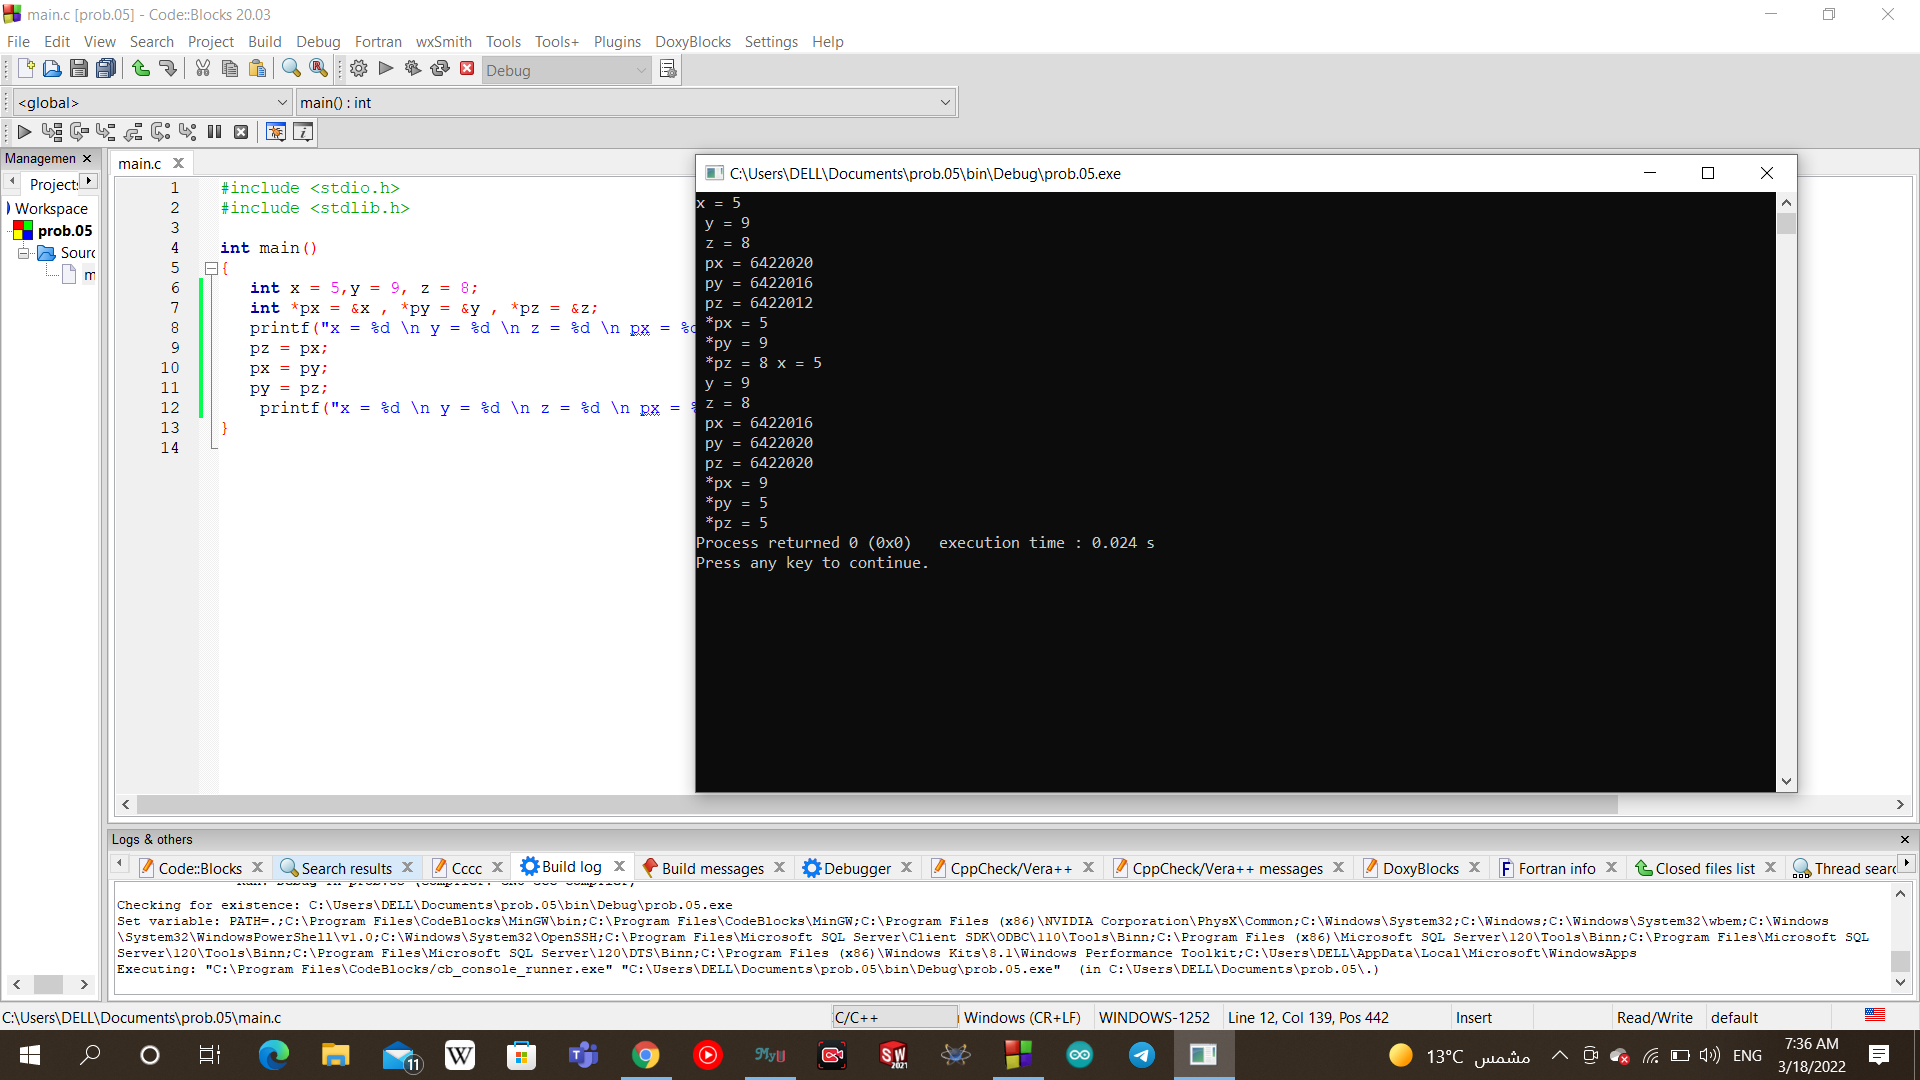 main.c [prob.05] - Code::Blocks 20.03
File Edit View Search Project Build Debug Fortran wxSmith Tools Tools+ Plugins DoxyBlocks Settings Help
Debug
<global> main() : int
Managemen
main.c
Projects
Workspace
prob.05
Sourc
m
1 #include <stdio.h>
2 #include <stdlib.h>
3
4 int main()
5 {
6 int x = 5,y = 9, z = 8;
7 int *px = &x , *py = &y , *pz = &z;
8 printf("x = %d \n y = %d \n z = %d \n px = %d
9 pz = px;
10 px = py;
11 py = pz;
12 printf("x = %d \n y = %d \n z = %d \n px = %
13 }
14
C:\Users\DELL\Documents\prob.05\bin\Debug\prob.05.exe
x = 5
y = 9
z = 8
px = 6422020
py = 6422016
pz = 6422012
*px = 5
*py = 9
*pz = 8 x = 5
y = 9
z = 8
px = 6422016
py = 6422020
pz = 6422020
*px = 9
*py = 5
*pz = 5
Process returned 0 (0x0)   execution time : 0.024 s
Press any key to continue.
Logs & others
Code::Blocks Search results Cccc Build log Build messages Debugger CppCheck/Vera++ CppCheck/Vera++ messages DoxyBlocks Fortran info Closed files list Thread searc
Checking for existence: C:\Users\DELL\Documents\prob.05\bin\Debug\prob.05.exe
Set variable: PATH=.;C:\Program Files\CodeBlocks\MinGW\bin;C:\Program Files\CodeBlocks\MinGW;C:\Program Files (x86)\NVIDIA Corporation\PhysX\Common;C:\Windows\System32;C:\Windows;C:\Windows\System32\wbem;C:\Windows
\System32\WindowsPowerShell\v1.0;C:\Windows\System32\OpenSSH;C:\Program Files\Microsoft SQL Server\Client SDK\ODBC\110\Tools\Binn;C:\Program Files (x86)\Microsoft SQL Server\120\Tools\Binn;C:\Program Files\Microsoft SQL
Server\120\Tools\Binn;C:\Program Files\Microsoft SQL Server\120\DTS\Binn;C:\Program Files (x86)\Windows Kits\8.1\Windows Performance Toolkit;C:\Users\DELL\AppData\Local\Microsoft\WindowsApps
Executing: "C:\Program Files\CodeBlocks/cb_console_runner.exe" "C:\Users\DELL\Documents\prob.05\bin\Debug\prob.05.exe"  (in C:\Users\DELL\Documents\prob.05\.)
C:\Users\DELL\Documents\prob.05\main.c C/C++ Windows (CR+LF) WINDOWS-1252 Line 12, Col 139, Pos 442 Insert Read/Write default
11 W MyU SW 2021 13°C مشمس ENG 7:36 AM
3/18/2022